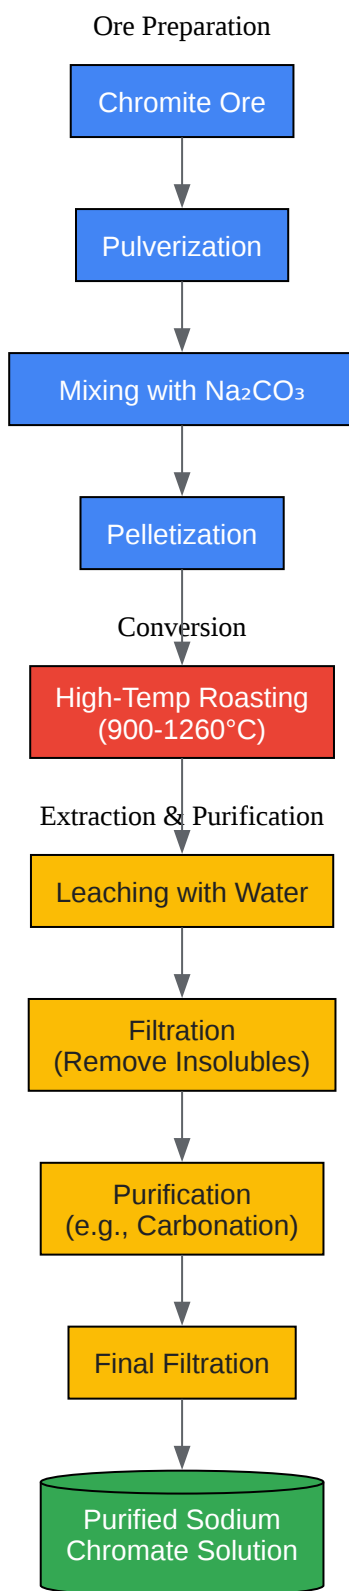 Ore Preparation
Chromite Ore
Pulverization
Mixing with Na₂CO₃
Pelletization
Conversion
High-Temp Roasting
(900-1260°C)
Extraction & Purification
Leaching with Water
Filtration
(Remove Insolubles)
Purification
(e.g., Carbonation)
Final Filtration
Purified Sodium
Chromate Solution